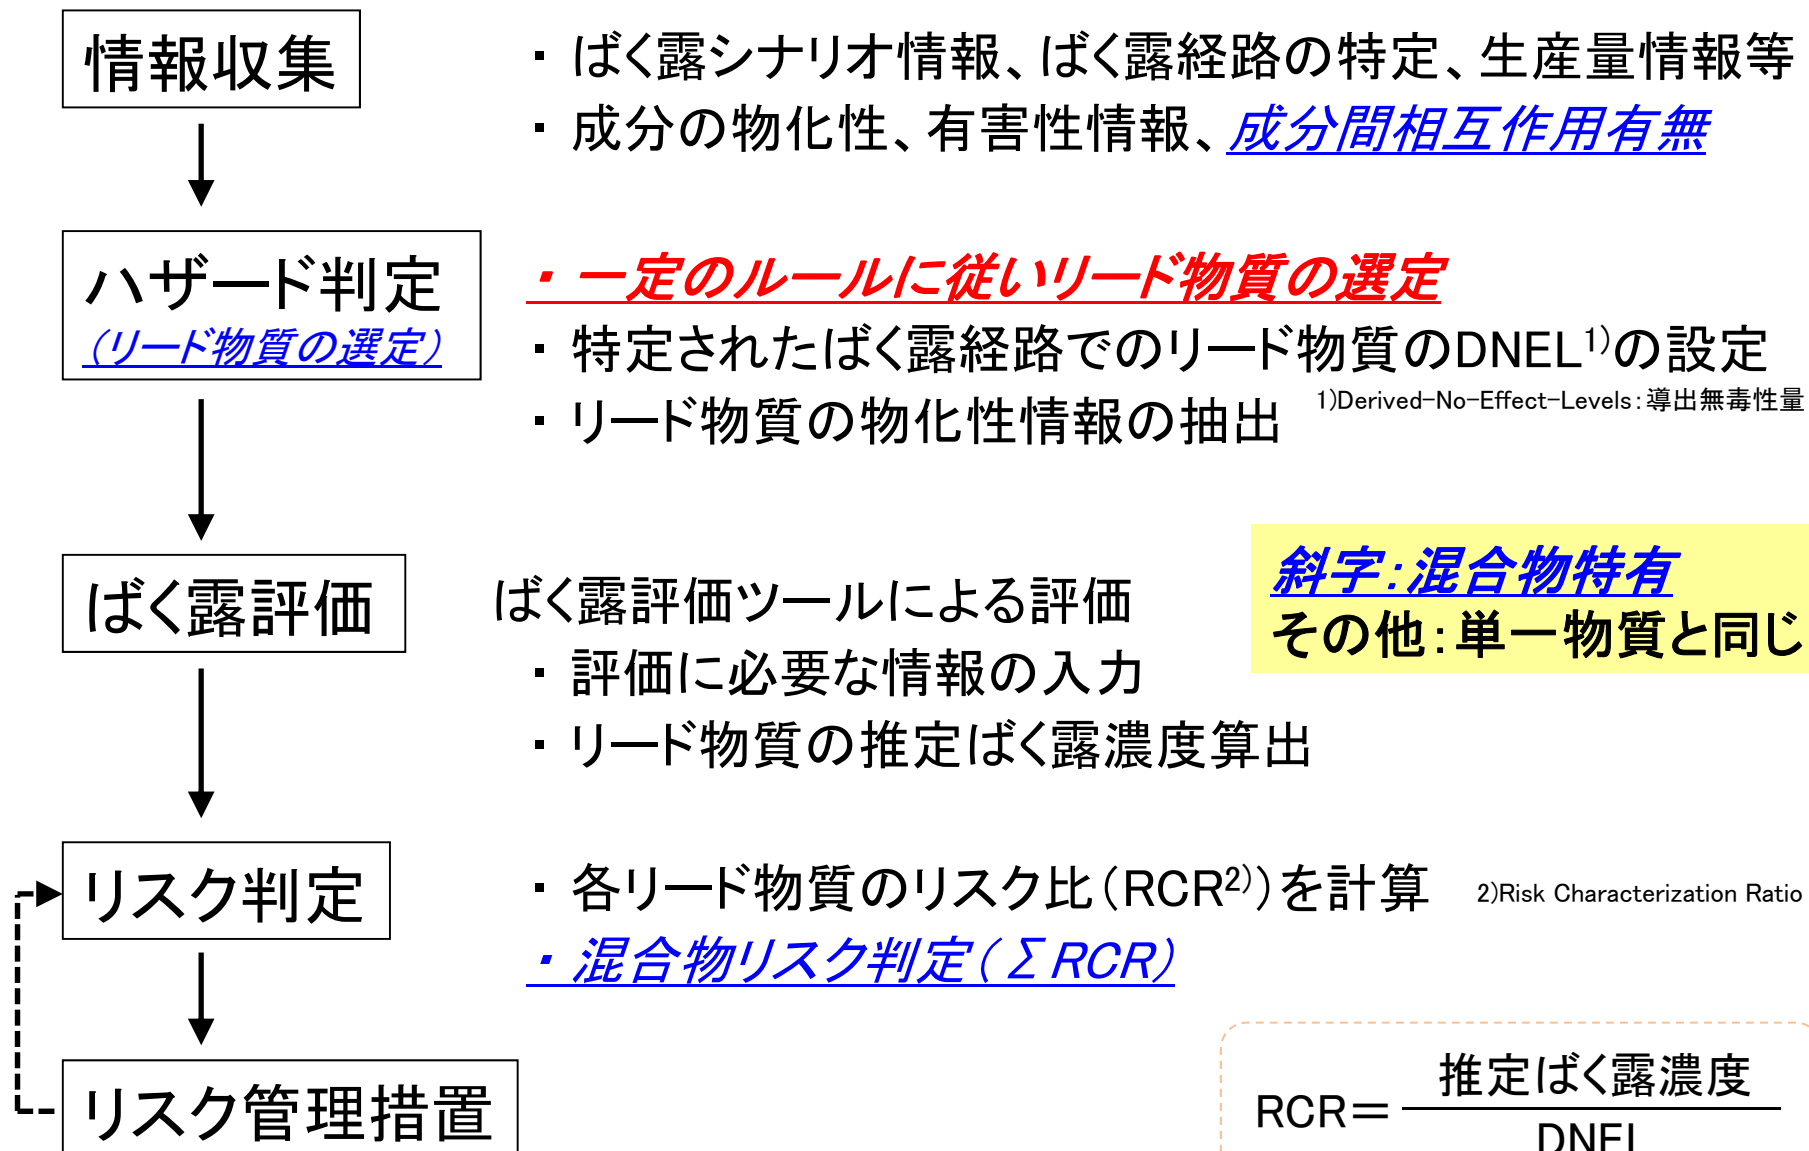 情報収集
・ばく露シナリオ情報、ばく露経路の特定、生産量情報等
・成分の物化性、有害性情報、成分間相互作用有無
ハザード判定
（リード物質の選定）
・一定のルールに従いリード物質の選定
・特定されたばく露経路でのリード物質のDNEL1)の設定
1)Derived-No-Effect-Levels：導出無毒性量
・リード物質の物化性情報の抽出
ばく露評価
ばく露評価ツールによる評価
・評価に必要な情報の入力
・リード物質の推定ばく露濃度算出
斜字：混合物特有
その他：単一物質と同じ
リスク判定
・各リード物質のリスク比（RCR2)）を計算
2)Risk Characterization Ratio
・混合物リスク判定（ΣRCR）
リスク管理措置
RCR＝
推定ばく露濃度
DNEL